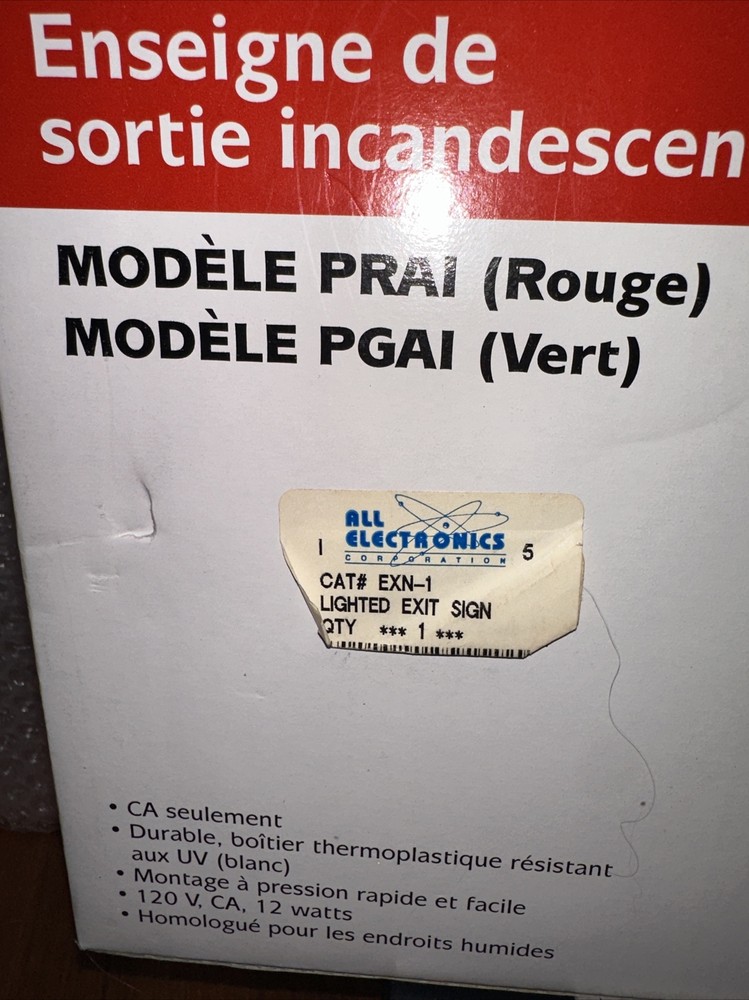 Enseigne de
sortie incandescen
MODÈLE PRAI (Rouge)
MODÈLE PGAI (Vert)
ALL
ELECTRONICS
I CORPORATION 5
CAT# EXN-1
LIGHTED EXIT SIGN
QTY *** 1 ***
• CA seulement
• Durable, boîtier thermoplastique résistant
aux UV (blanc)
• Montage à pression rapide et facile
• 120 V, CA, 12 watts
• Homologué pour les endroits humides